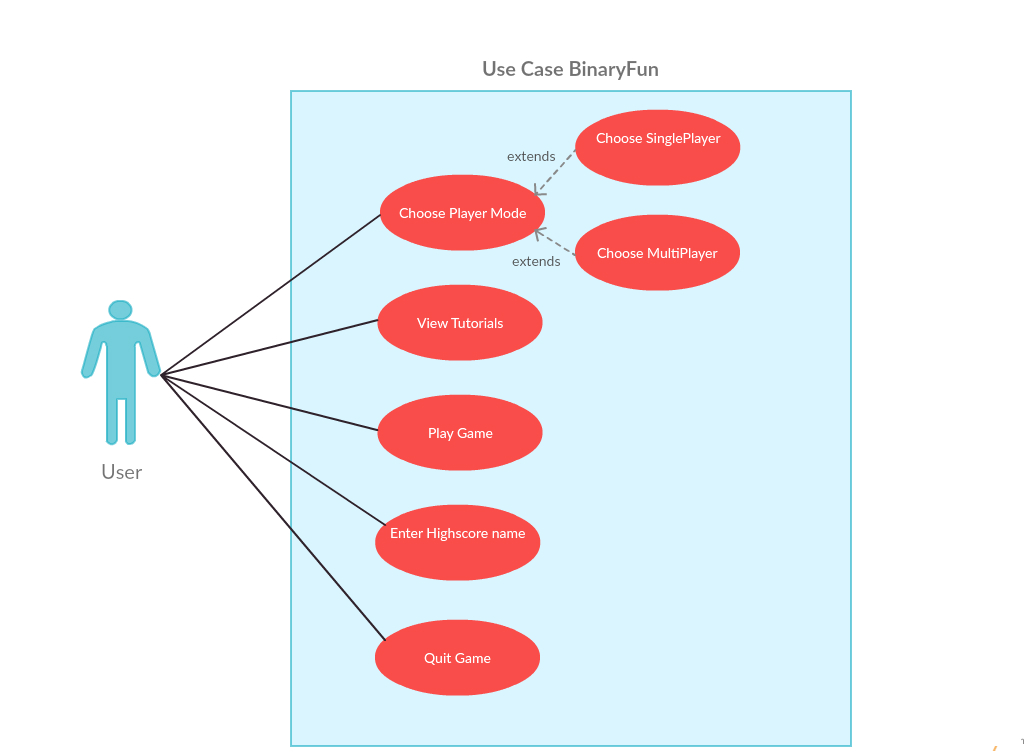 Use Case BinaryFun
Choose SinglePlayer
extends
Choose Player Mode
Choose MultiPlayer
extends
View Tutorials
Play Game
User
Enter Highscore name
Quit Game